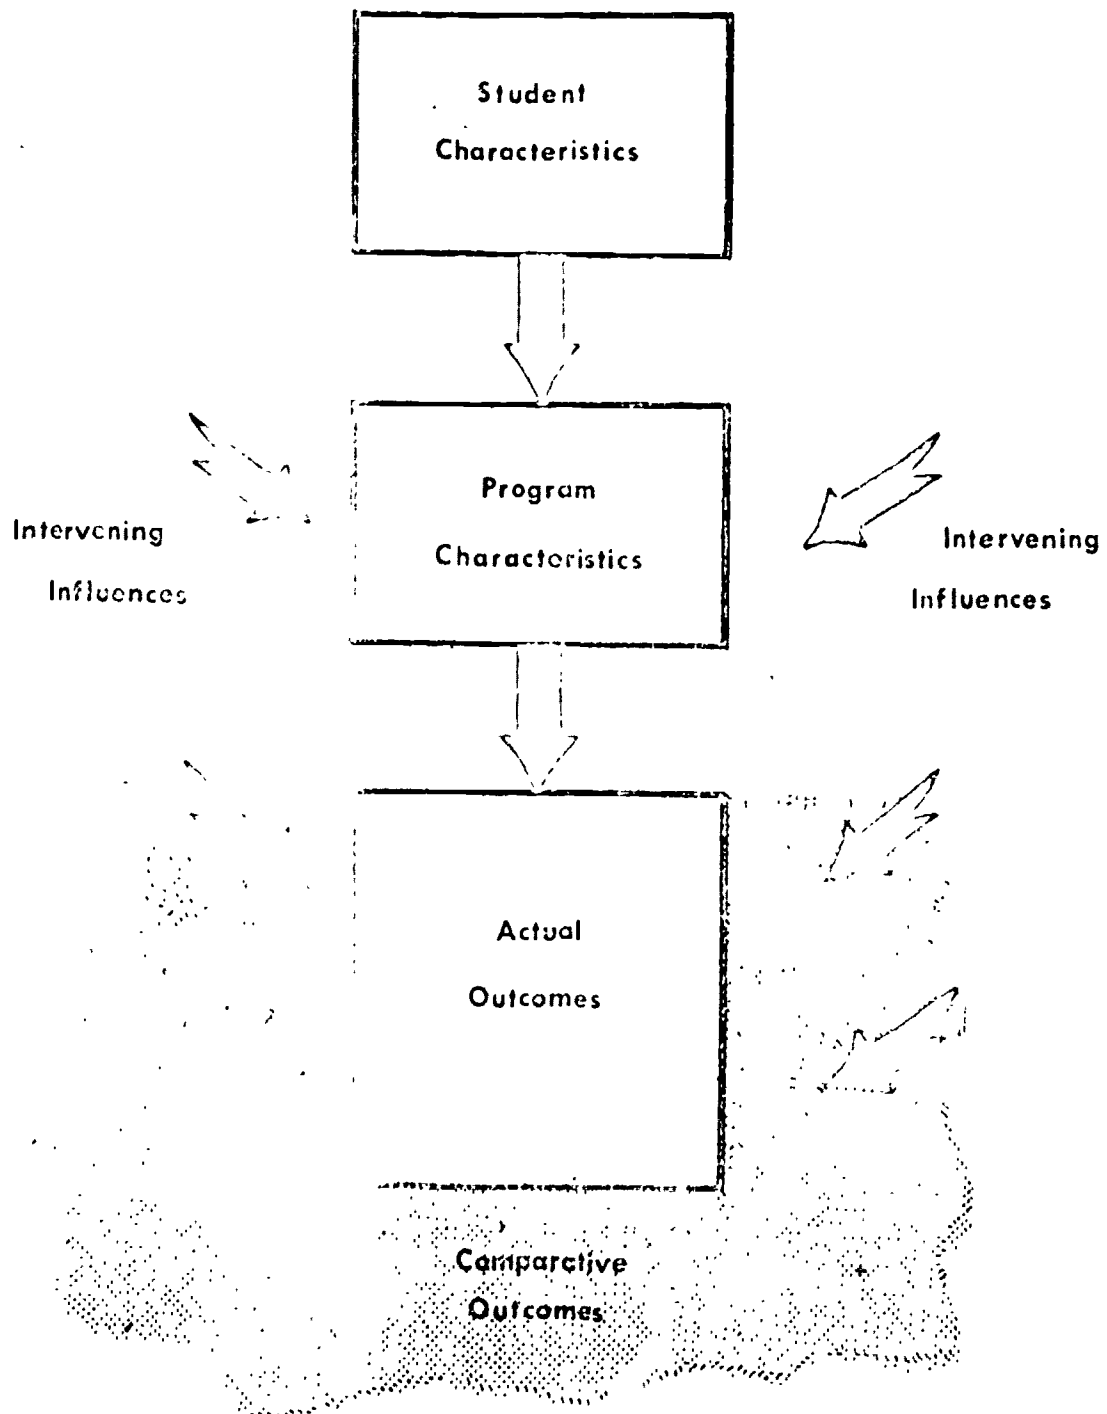 Student
Characteristics
Program
Characteristics
Intervening
Influences
Intervening
Influences
Actual
Outcomes
Comparative
Outcomes